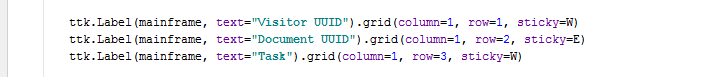 ttk.Label(mainframe, text="Visitor UUID").grid(column=1, row=1, sticky=W)
ttk.Label(mainframe, text="Document UUID").grid(column=1, row=2, sticky=E)
ttk.Label(mainframe, text="Task").grid(column=1, row=3, sticky=W)